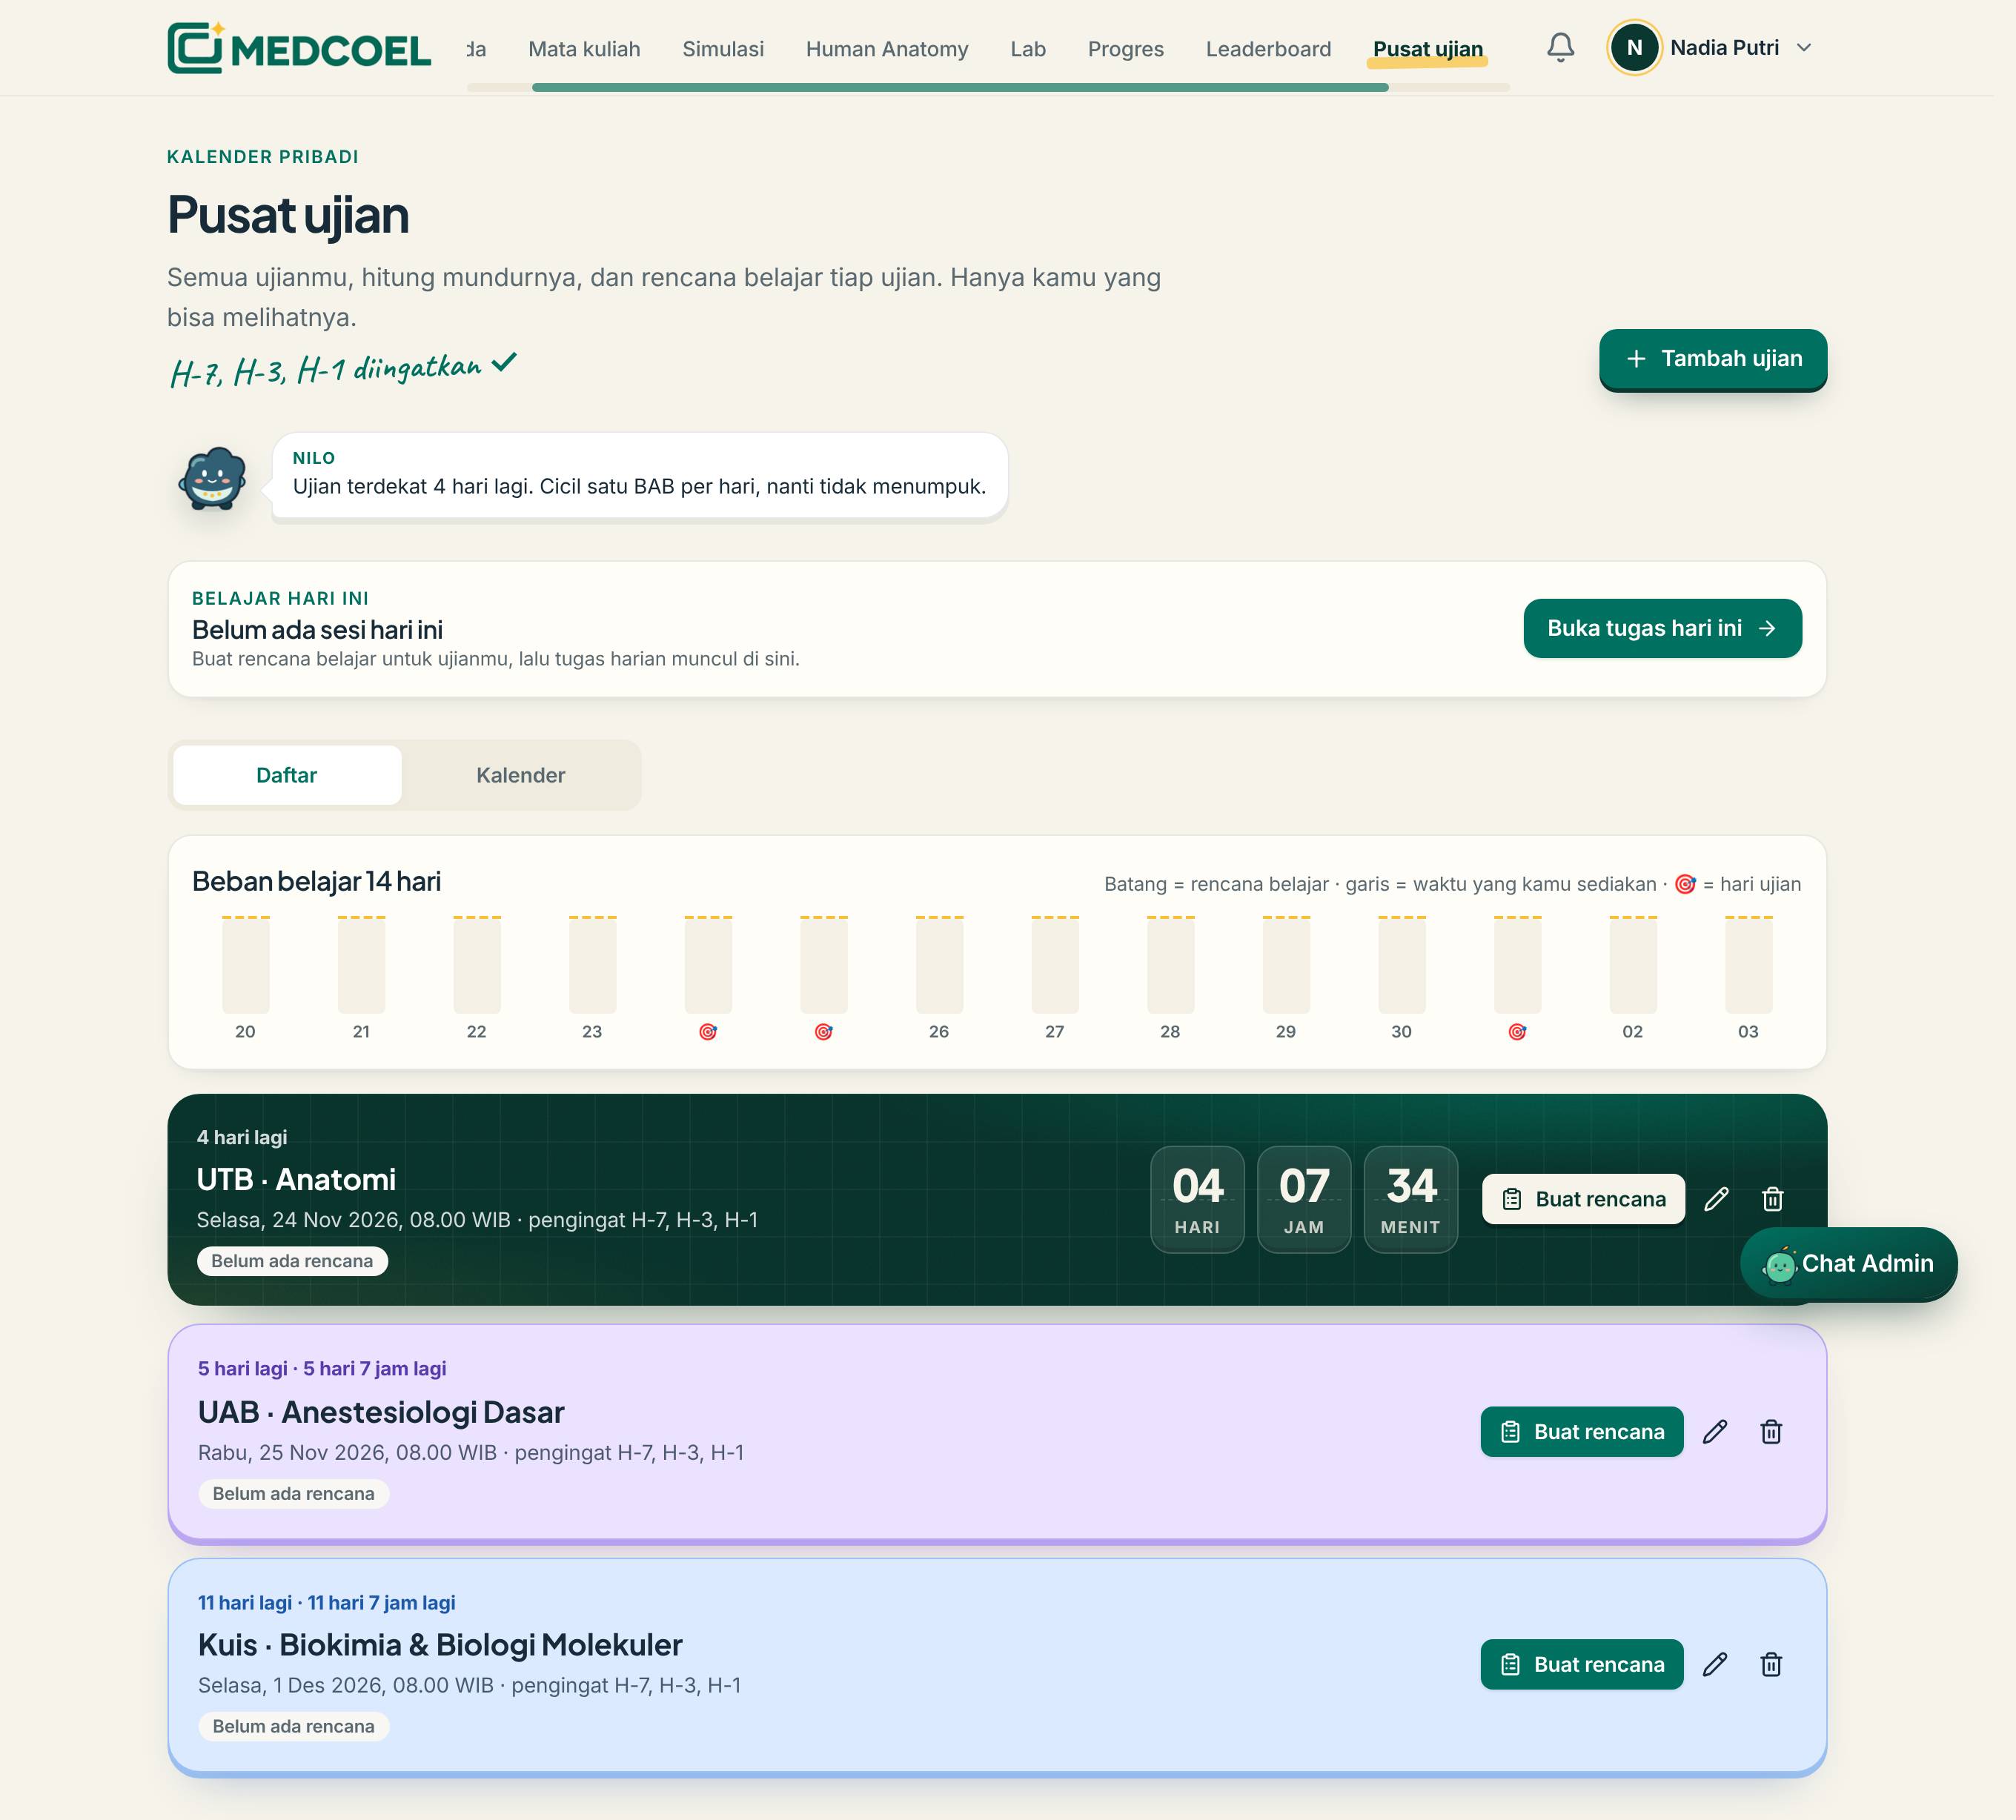 MEDCOEL
da Mata kuliah Simulasi Human Anatomy Lab Progres Leaderboard Pusat ujian
N Nadia Putri
KALENDER PRIBADI
Pusat ujian
Semua ujianmu, hitung mundurnya, dan rencana belajar tiap ujian. Hanya kamu yang
bisa melihatnya.
H-7, H-3, H-1 diingatkan ✓
Tambah ujian
NILO
Ujian terdekat 4 hari lagi. Cicil satu BAB per hari, nanti tidak menumpuk.
BELAJAR HARI INI
Belum ada sesi hari ini
Buat rencana belajar untuk ujianmu, lalu tugas harian muncul di sini.
Buka tugas hari ini →
Daftar Kalender
Beban belajar 14 hari
Batang = rencana belajar · garis = waktu yang kamu sediakan · 🎯 = hari ujian
20 21 22 23 🎯 🎯 26 27 28 29 30 🎯 02 03
4 hari lagi
UTB · Anatomi
Selasa, 24 Nov 2026, 08.00 WIB · pengingat H-7, H-3, H-1
Belum ada rencana
04 07 34
HARI JAM MENIT
Buat rencana
Chat Admin
5 hari lagi · 5 hari 7 jam lagi
UAB · Anestesiologi Dasar
Rabu, 25 Nov 2026, 08.00 WIB · pengingat H-7, H-3, H-1
Belum ada rencana
Buat rencana
11 hari lagi · 11 hari 7 jam lagi
Kuis · Biokimia & Biologi Molekuler
Selasa, 1 Des 2026, 08.00 WIB · pengingat H-7, H-3, H-1
Belum ada rencana
Buat rencana